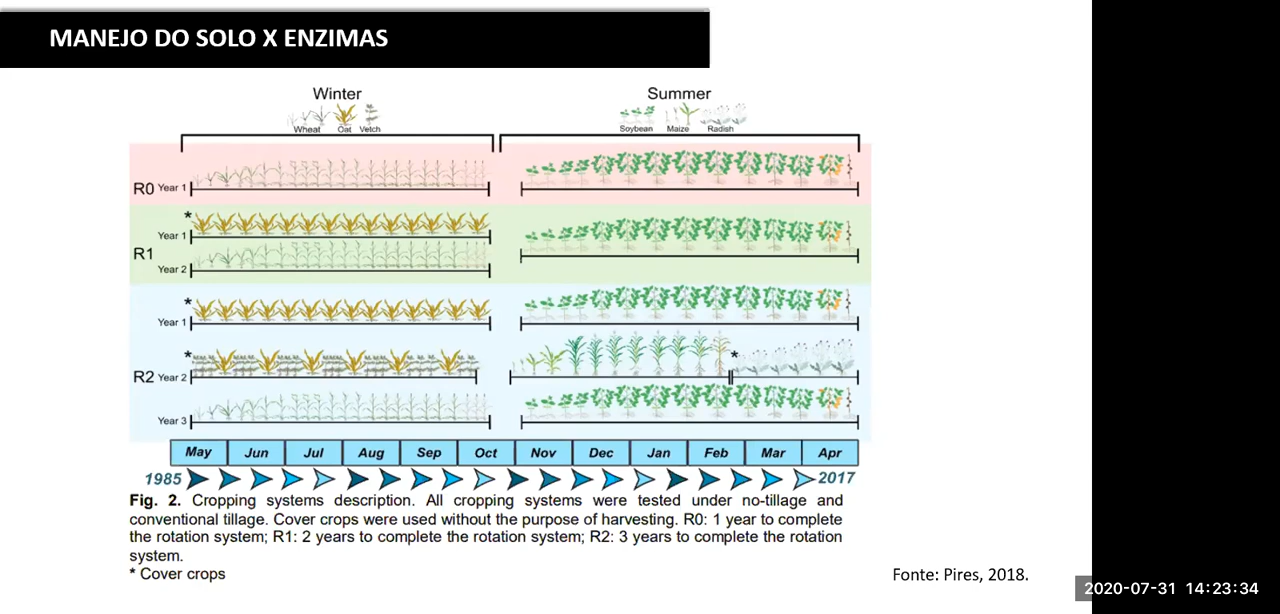 MANEJO DO SOLO X ENZIMAS
Winter
Summer
Wheat Oat Vetch
Soybean Maize Radish
R0 Year 1
*
Year 1
R1
Year 2
*
Year 1
*
*
R2 Year 2
Year 3
May Jun Jul Aug Sep Oct Nov Dec Jan Feb Mar Apr
1985
2017
Fig. 2. Cropping systems description. All cropping systems were tested under no-tillage and
conventional tillage. Cover crops were used without the purpose of harvesting. R0: 1 year to complete
the rotation system; R1: 2 years to complete the rotation system; R2: 3 years to complete the rotation
system.
* Cover crops
Fonte: Pires, 2018.
2020-07-31 14:23:34